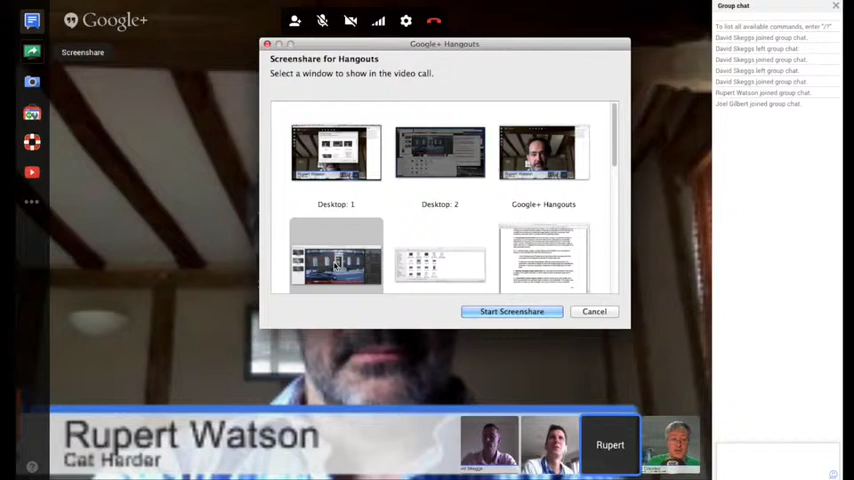 Google+
Screenshare
Google+ Hangouts
Screenshare for Hangouts
Select a window to show in the video call.
Desktop: 1
Desktop: 2
Google+ Hangouts
Start Screenshare
Cancel
Group chat
To list all available commands, enter "/?"
David Skeggs joined group chat.
David Skeggs left group chat.
David Skeggs joined group chat.
David Skeggs left group chat.
David Skeggs joined group chat.
Rupert Watson joined group chat.
Joel Gilbert joined group chat.
Rupert Watson
Cat Herder
Rupert